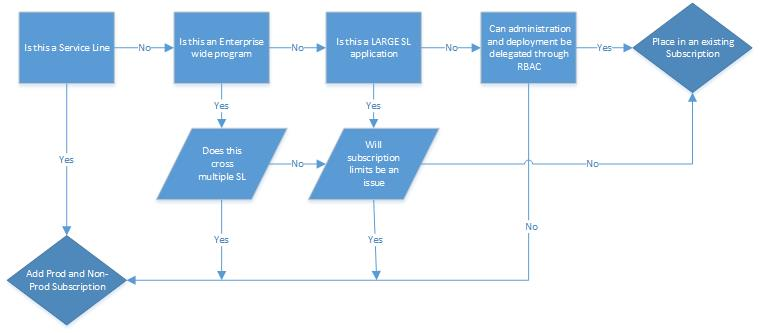 Is this a Service Line
No
Is this an Enterprise
wide program
No
Is this a LARGE SL
application
No
Can administration
and deployment be
delegated through
RBAC
Yes
Place in an existing
Subscription
Yes
Yes
Yes
Does this
cross
multiple SL
No
Will
subscription
limits be an
issue
No
No
Yes
Yes
Add Prod and Non-
Prod Subscription